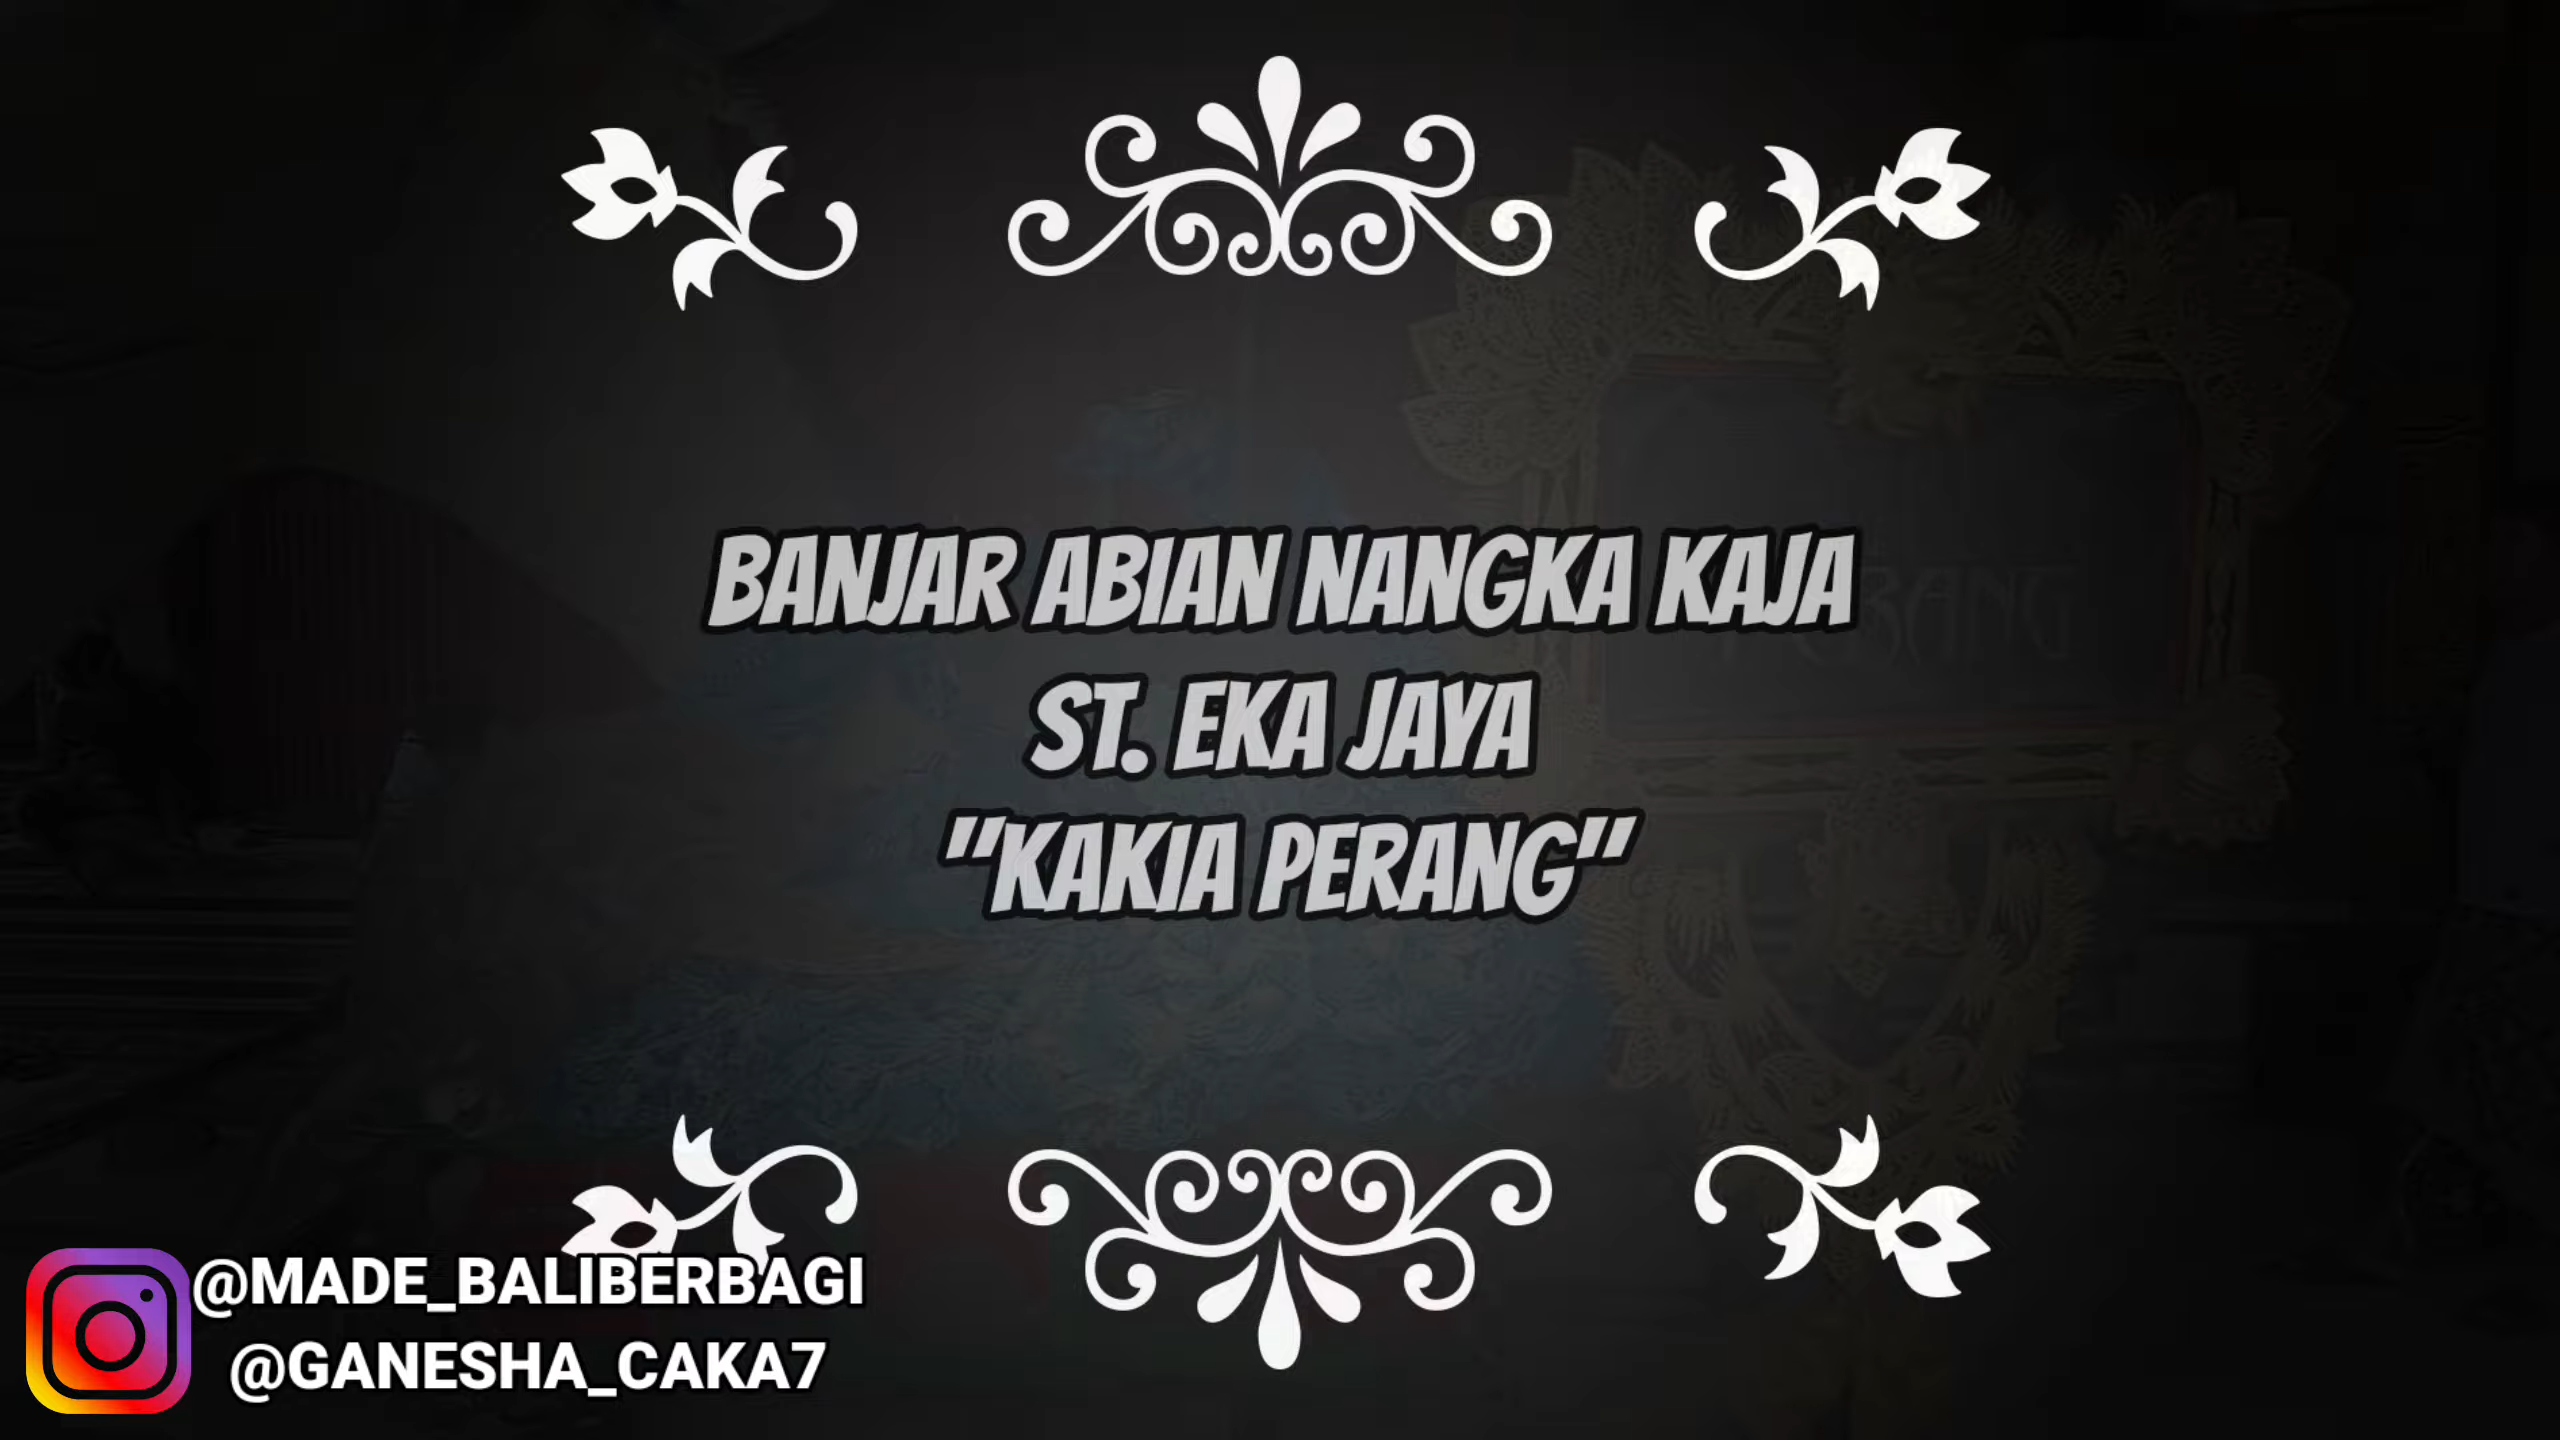 BANJAR ABIAN NANGKA KAJA
ST. EKA JAYA
"KAKIA PERANG"
@MADE_BALIBERBAGI
@GANESHA_CAKA7